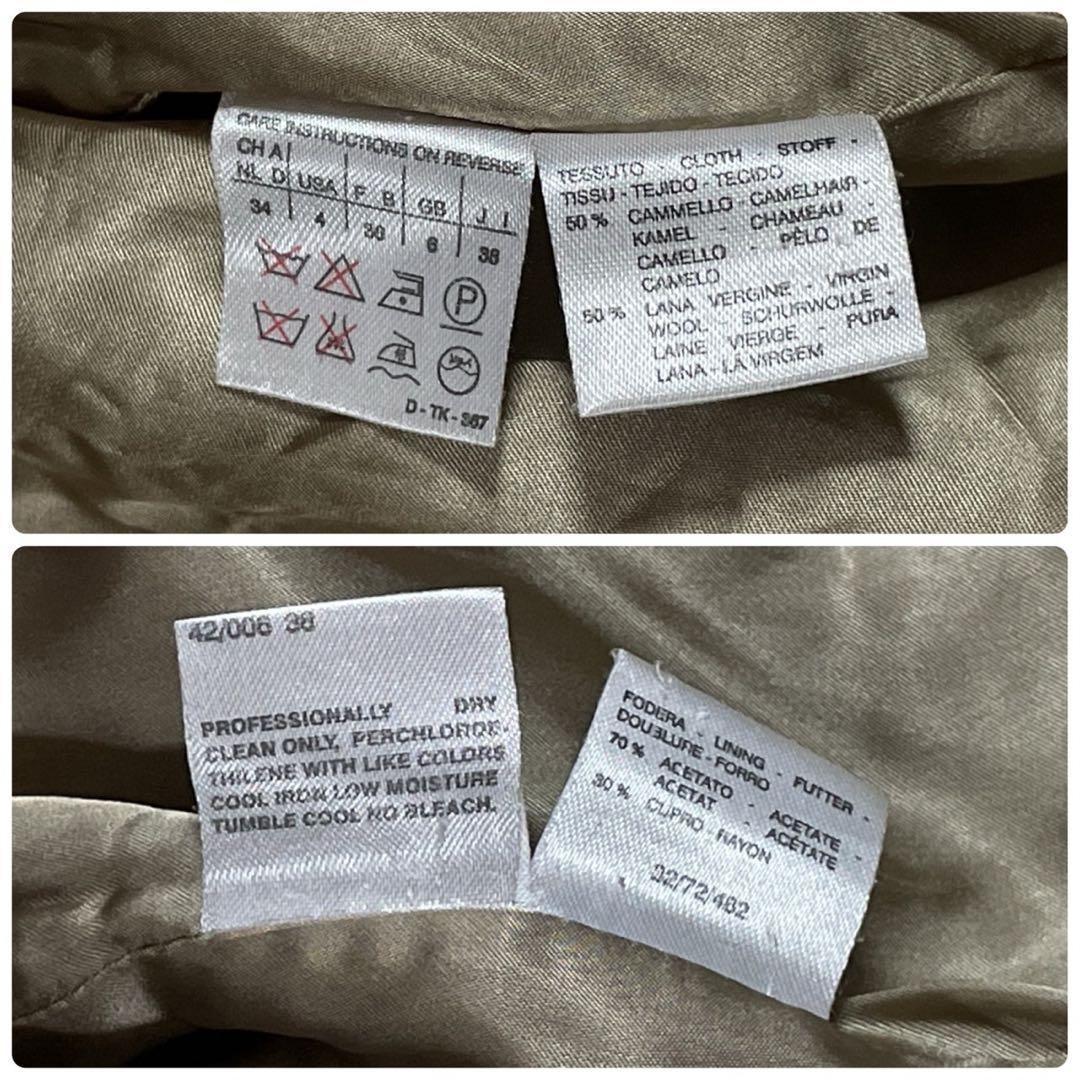 CARE INSTRUCTIONS ON REVERSE
CH A
NL D USA F B GB J I
34 4 36 6 38
P
D - TK - 367
TESSUTO - CLOTH - STOFF -
TISSU - TEJIDO - TECIDO
50 % CAMMELLO - CAMELHAIR -
KAMEL - CHAMEAU -
CAMELLO - PÊLO DE
CAMELO
50 % LANA VERGINE - VIRGIN
WOOL - SCHURWOLLE -
LAINE VIERGE - PURA
LANA - LÃ VIRGEM
42/006 38
PROFESSIONALLY DRY
CLEAN ONLY, PERCHLOROE-
THILENE WITH LIKE COLORS
COOL IRON LOW MOISTURE
TUMBLE COOL NO BLEACH.
FODERA - LINING - FUTTER -
DOUBLURE - FORRO
70 % ACETATO - ACETATE -
ACETAT - ACÉTATE
30 % CUPRO RAYON
32/72/482